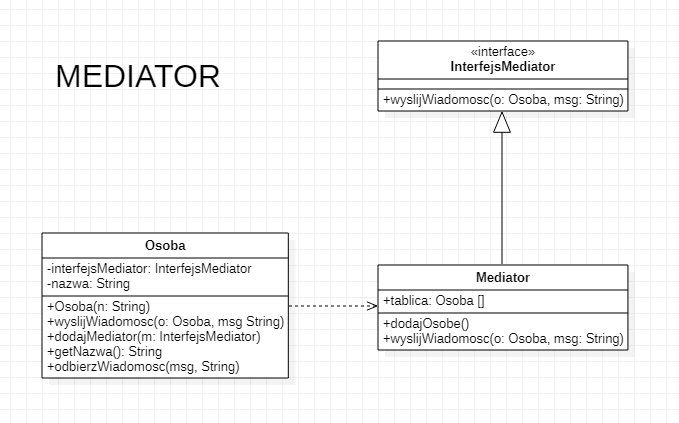 MEDIATOR
«interface»
InterfejsMediator
+wyslijWiadomosc(o: Osoba, msg: String)
Osoba
-interfejsMediator: InterfejsMediator
-nazwa: String
+Osoba(n: String)
+wyslijWiadomosc(o: Osoba, msg String)
+dodajMediator(m: InterfejsMediator)
+getNazwa(): String
+odbierzWiadomosc(msg, String)
Mediator
+tablica: Osoba []
+dodajOsobe()
+wyslijWiadomosc(o: Osoba, msg: String)